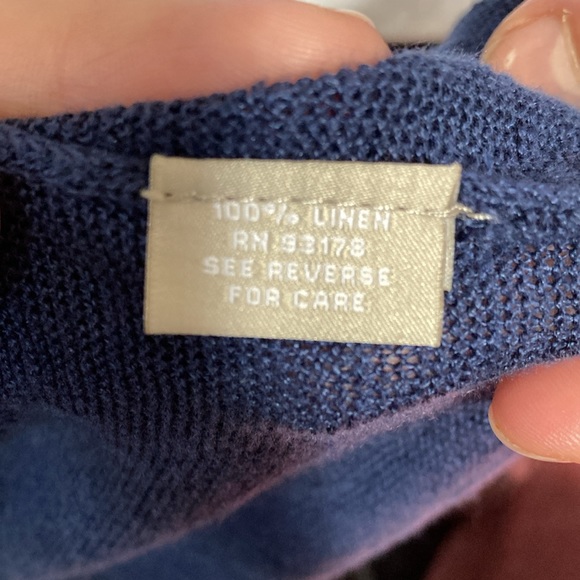 100% LINEN
RN 93178
SEE REVERSE
FOR CARE